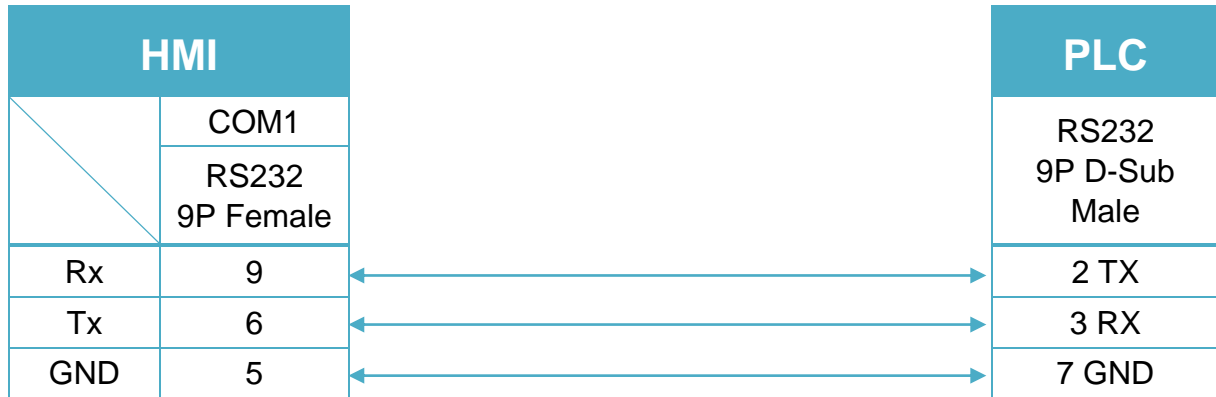 HMI PLC
COM1
RS232
9P Female
RS232
9P D-Sub
Male
Rx 9 2 TX
Tx 6 3 RX
GND 5 7 GND